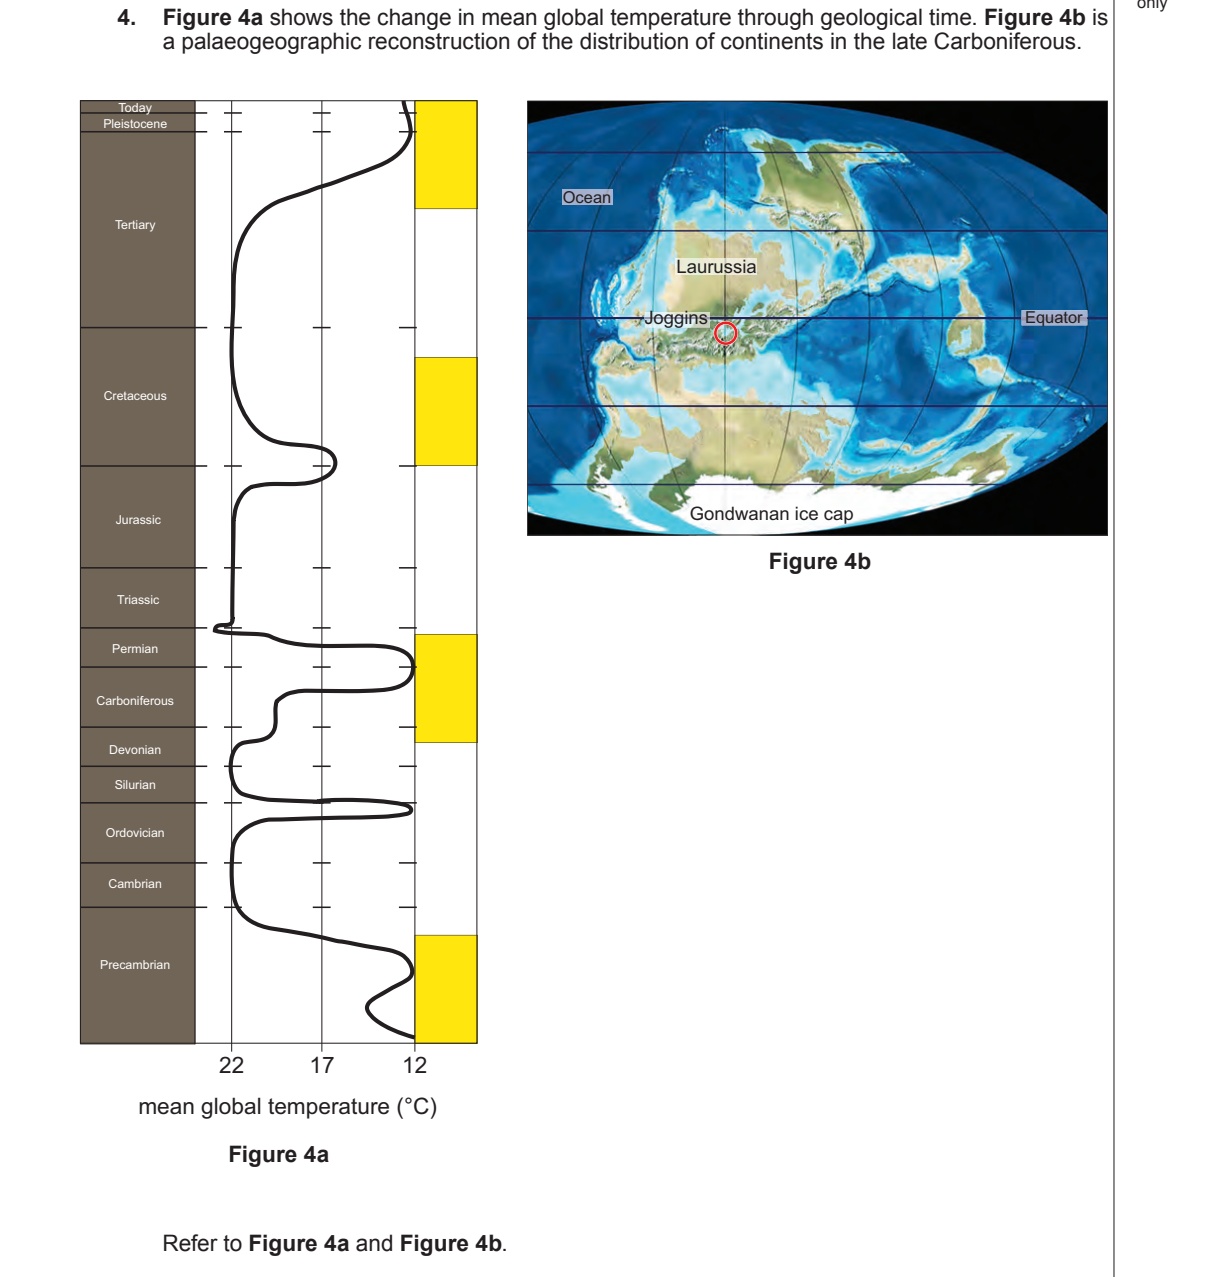 only
4. Figure 4a shows the change in mean global temperature through geological time. Figure 4b is
a palaeogeographic reconstruction of the distribution of continents in the late Carboniferous.
Today
Pleistocene
Tertiary
Cretaceous
Jurassic
Triassic
Permian
Carboniferous
Devonian
Silurian
Ordovician
Cambrian
Precambrian
22 17 12
mean global temperature (°C)
Figure 4a
Ocean
Laurussia
Joggins
Equator
Gondwanan ice cap
Figure 4b
Refer to Figure 4a and Figure 4b.